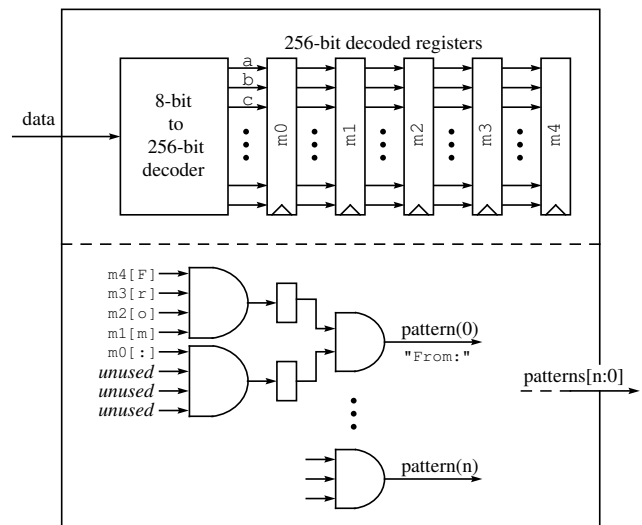 256-bit decoded registers
data
8-bit
to
256-bit
decoder
a
b
c
m0
m1
m2
m3
m4
m4[F]
m3[r]
m2[o]
m1[m]
m0[:]
unused
unused
unused
pattern(0)
"From:"
patterns[n:0]
pattern(n)